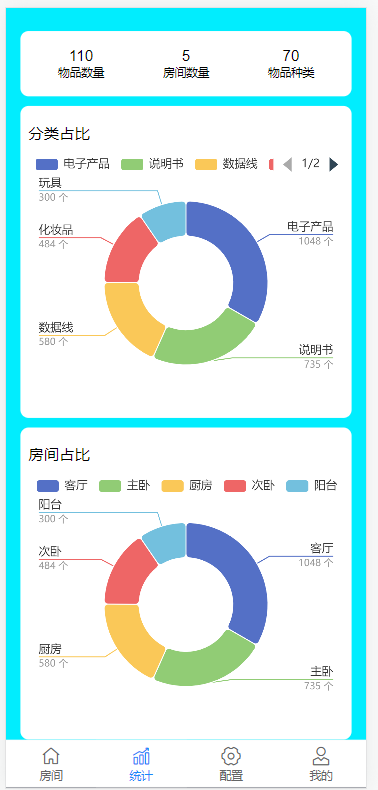 110 5 70
物品数量 房间数量 物品种类
分类占比
电子产品 说明书 数据线 1/2
玩具
300 个
电子产品
1048 个
化妆品
484 个
数据线
580 个
说明书
735 个
房间占比
客厅 主卧 厨房 次卧 阳台
阳台
300 个
客厅
1048 个
次卧
484 个
厨房
580 个
主卧
735 个
房间 统计 配置 我的